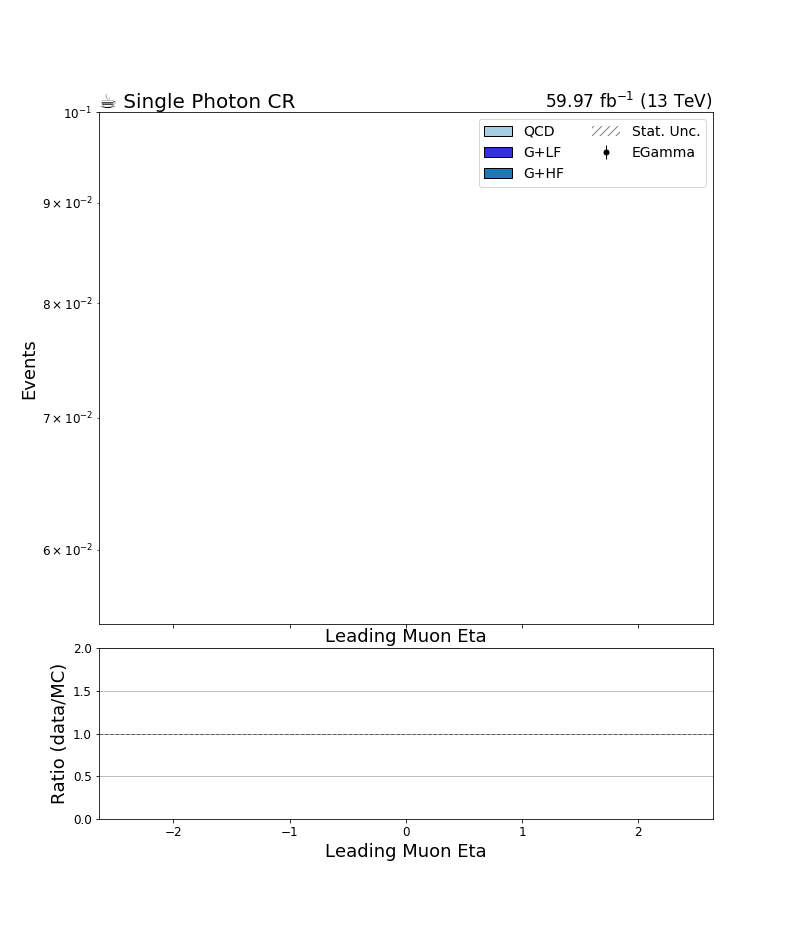 ☕ Single Photon CR 59.97 fb⁻¹ (13 TeV)
QCD Stat. Unc.
G+LF EGamma
G+HF
10⁻¹
9 × 10⁻²
8 × 10⁻²
7 × 10⁻²
6 × 10⁻²
Events
Leading Muon Eta
2.0
1.5
1.0
0.5
0.0
Ratio (data/MC)
−2 −1 0 1 2
Leading Muon Eta